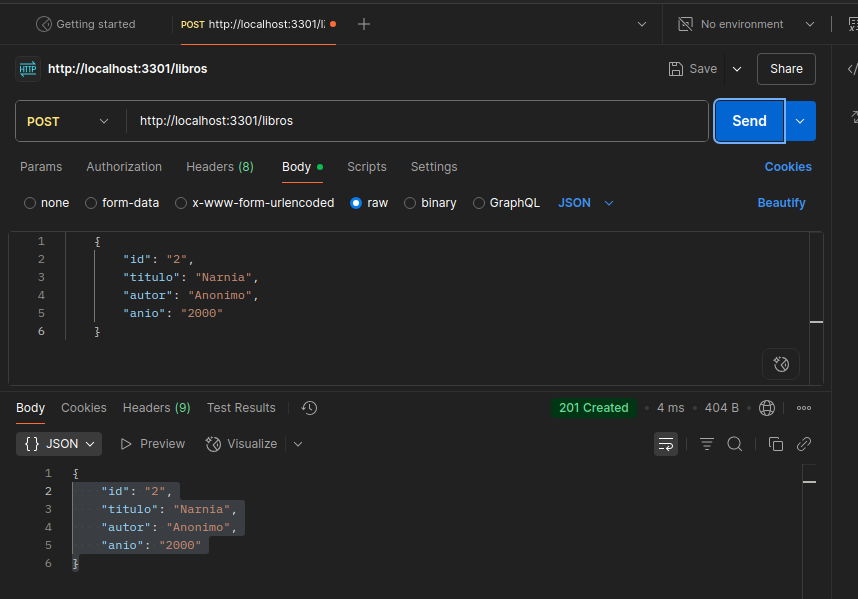 Getting started
POST http://localhost:3301/l
No environment
HTTP http://localhost:3301/libros
Save
Share
POST
http://localhost:3301/libros
Send
Params Authorization Headers (8) Body Scripts Settings Cookies
none form-data x-www-form-urlencoded raw binary GraphQL JSON Beautify
1 {
2 "id": "2",
3 "titulo": "Narnia",
4 "autor": "Anonimo",
5 "anio": "2000"
6 }
Body Cookies Headers (9) Test Results 201 Created • 4 ms • 404 B •
{} JSON Preview Visualize
1 {
2 "id": "2",
3 "titulo": "Narnia",
4 "autor": "Anonimo",
5 "anio": "2000"
6 }